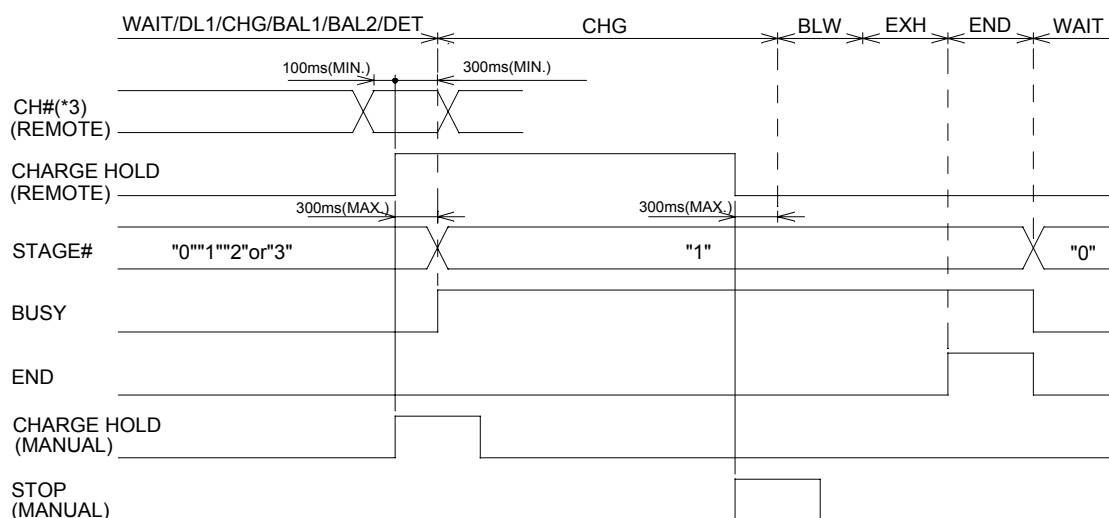 WAIT/DL1/CHG/BAL1/BAL2/DET CHG BLW EXH END WAIT
100ms(MIN.) 300ms(MIN.)
CH#(*3)
(REMOTE)
CHARGE HOLD
(REMOTE)
300ms(MAX.) 300ms(MAX.)
STAGE# "0""1""2"or"3" "1" "0"
BUSY
END
CHARGE HOLD
(MANUAL)
STOP
(MANUAL)